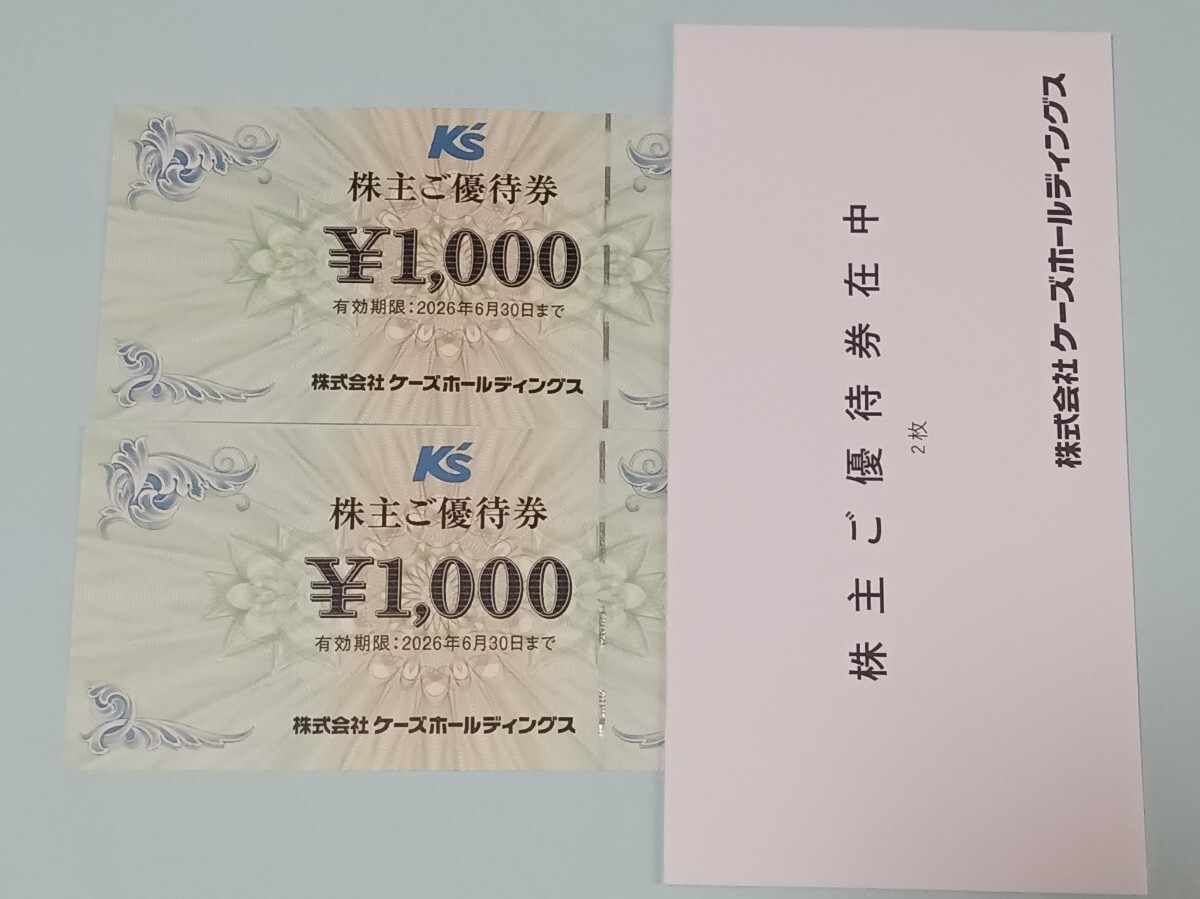 K's
株主ご優待券
¥1,000
有効期限：2026年6月30日まで
株式会社 ケーズホールディングス
K's
株主ご優待券
¥1,000
有効期限：2026年6月30日まで
株式会社 ケーズホールディングス
株主ご優待券在中
2枚
株式会社 ケーズホールディングス